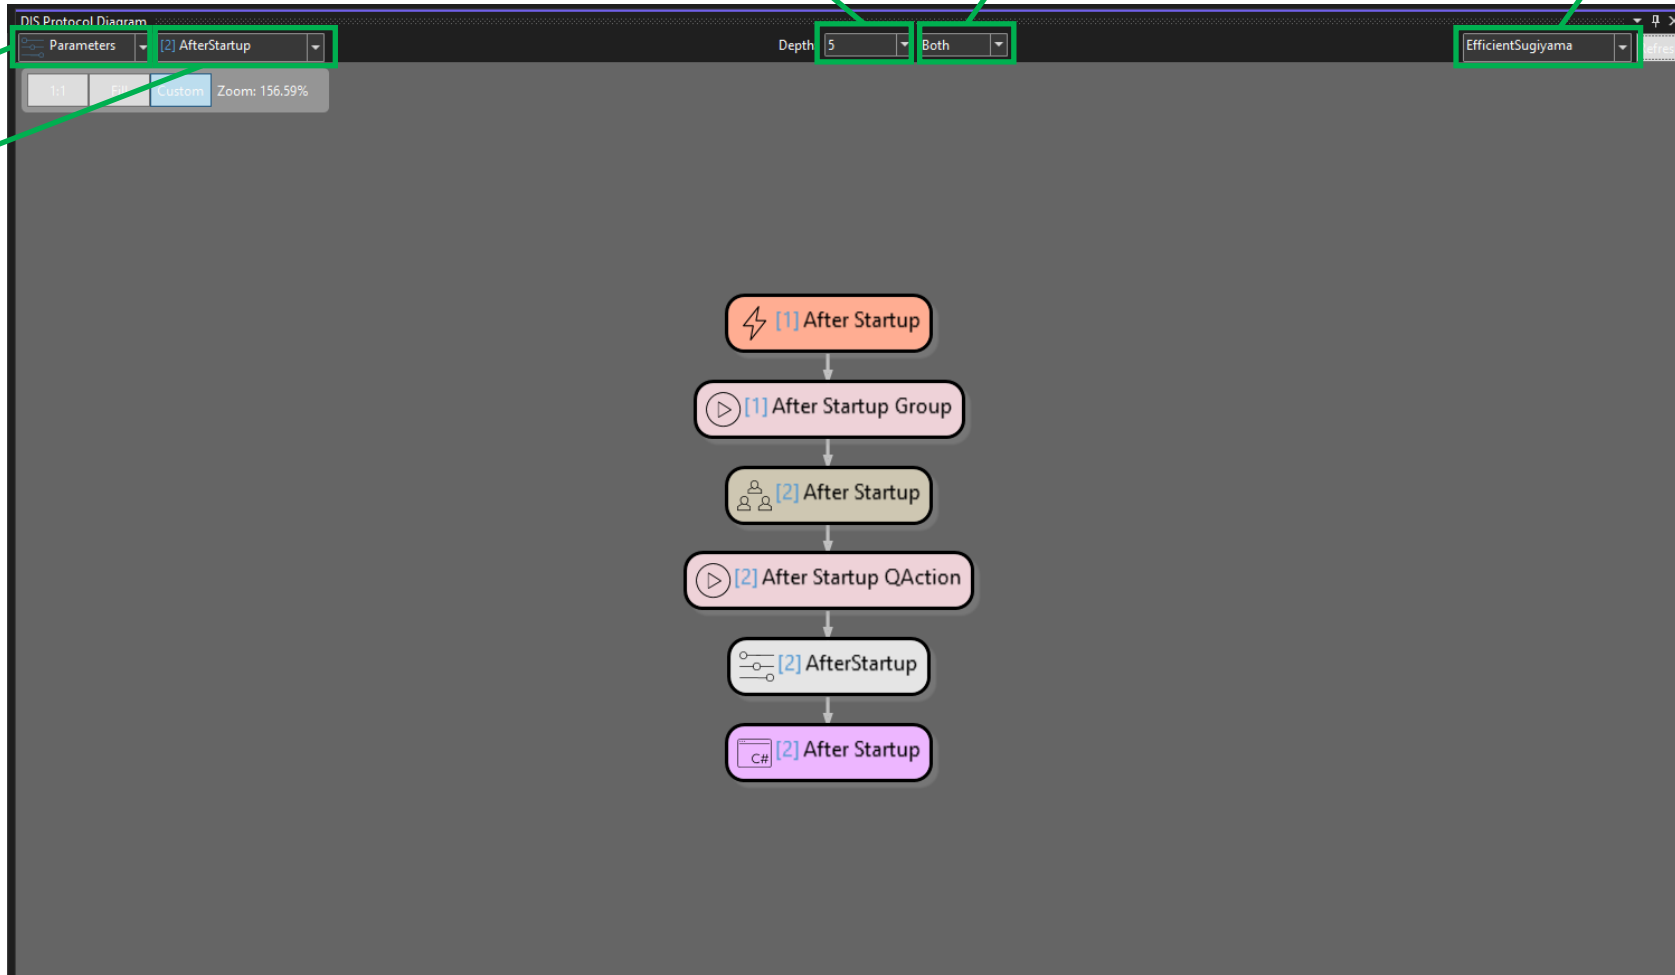 DIS Protocol Diagram
Parameters [2] AfterStartup Depth 5 Both EfficientSugiyama
1:1 Fill Custom Zoom: 156.59%
[1] After Startup
[1] After Startup Group
[2] After Startup
[2] After Startup QAction
[2] AfterStartup
C# [2] After Startup